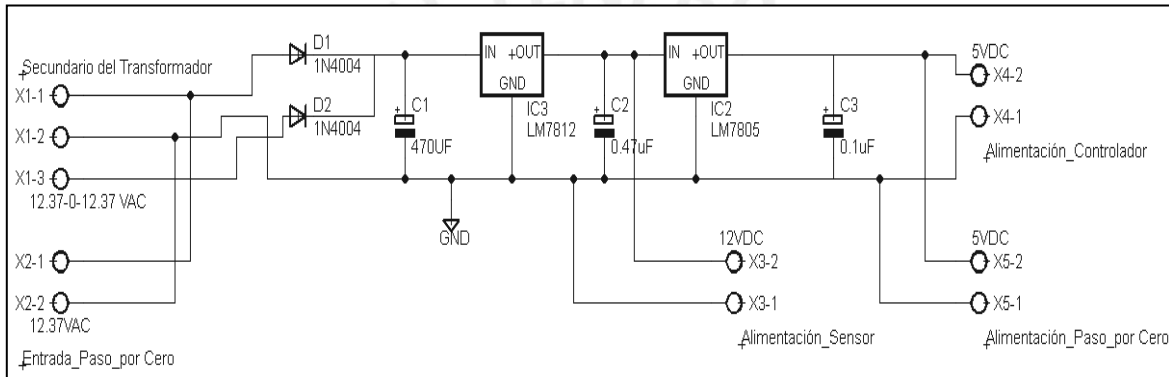 Secundario del Transformador
X1-1
X1-2
X1-3
12.37-0-12.37 VAC
X2-1
X2-2
12.37VAC
Entrada_Paso_por Cero
D1
1N4004
D2
1N4004
+
C1
470UF
GND
IN +OUT
GND
IC3
LM7812
+
C2
0.47uF
IN +OUT
GND
IC2
LM7805
+
C3
0.1uF
5VDC
X4-2
X4-1
Alimentación_Controlador
12VDC
X3-2
X3-1
Alimentación_Sensor
5VDC
X5-2
X5-1
Alimentación_Paso_por Cero